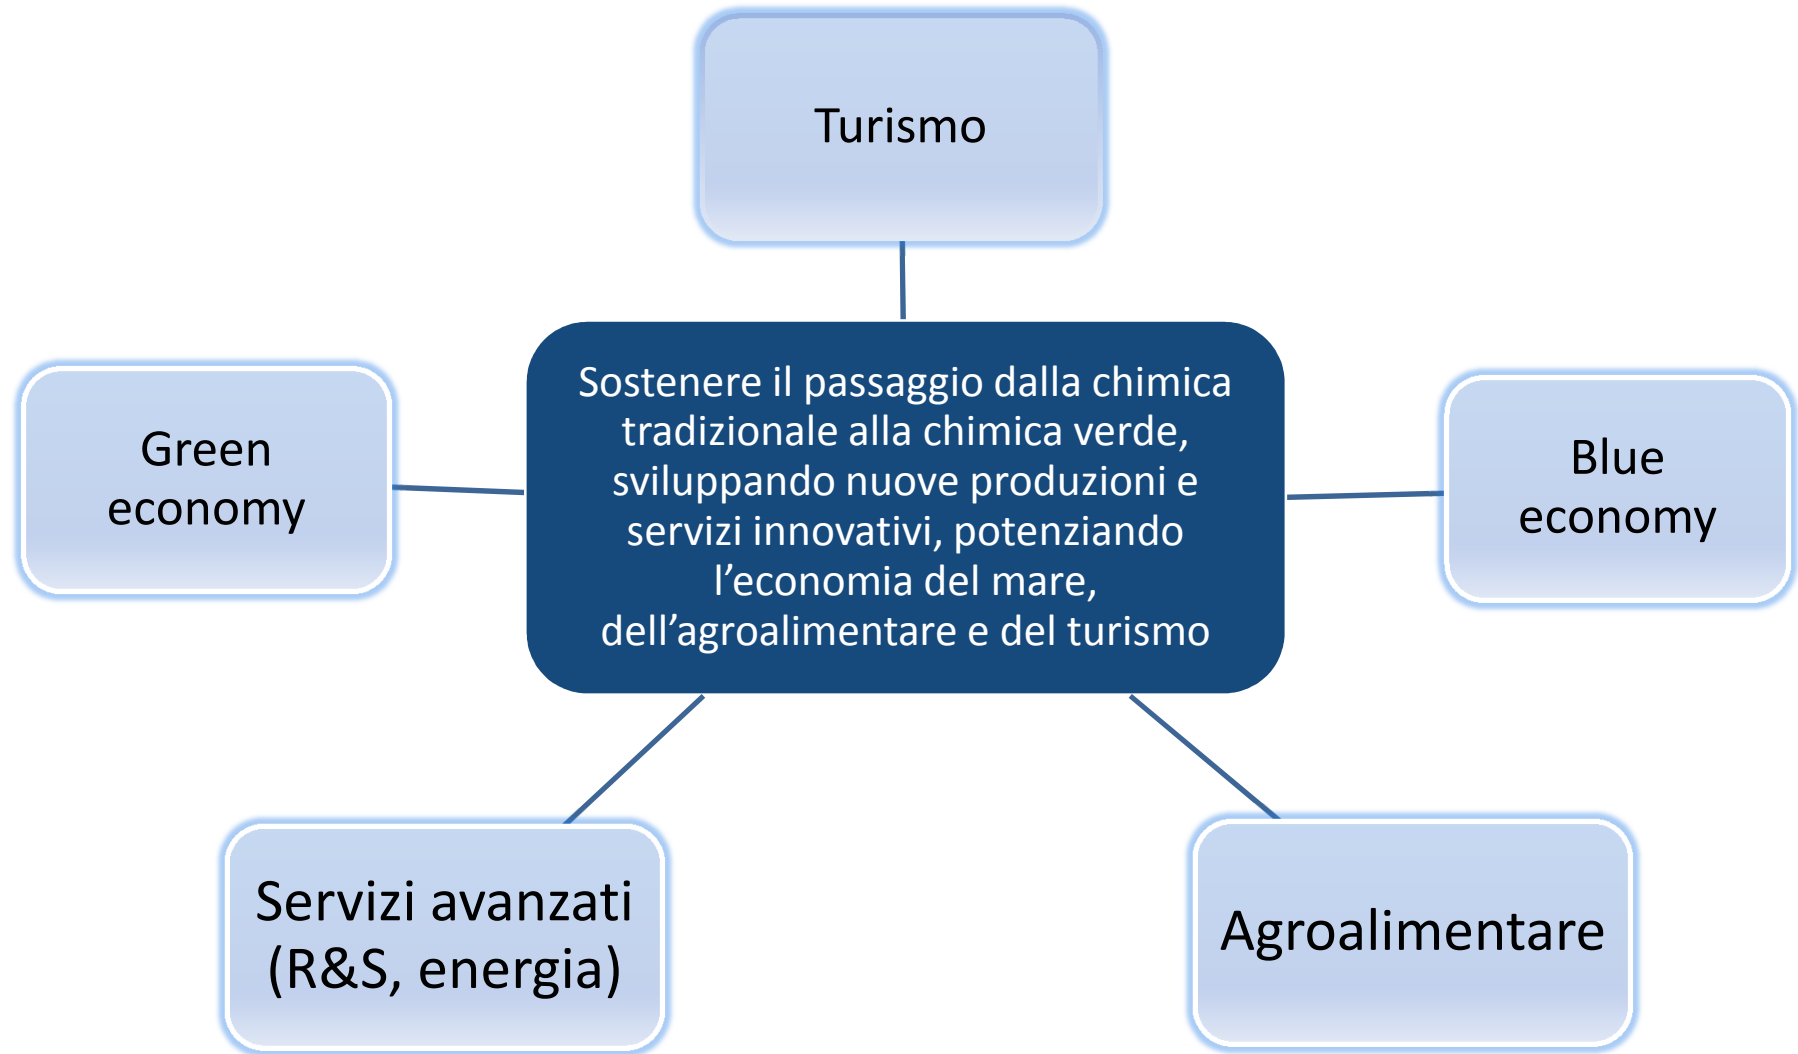 Turismo
Sostenere il passaggio dalla chimica
tradizionale alla chimica verde,
sviluppando nuove produzioni e
servizi innovativi, potenziando
l’economia del mare,
dell’agroalimentare e del turismo
Green
economy
Blue
economy
Servizi avanzati
(R&S, energia)
Agroalimentare